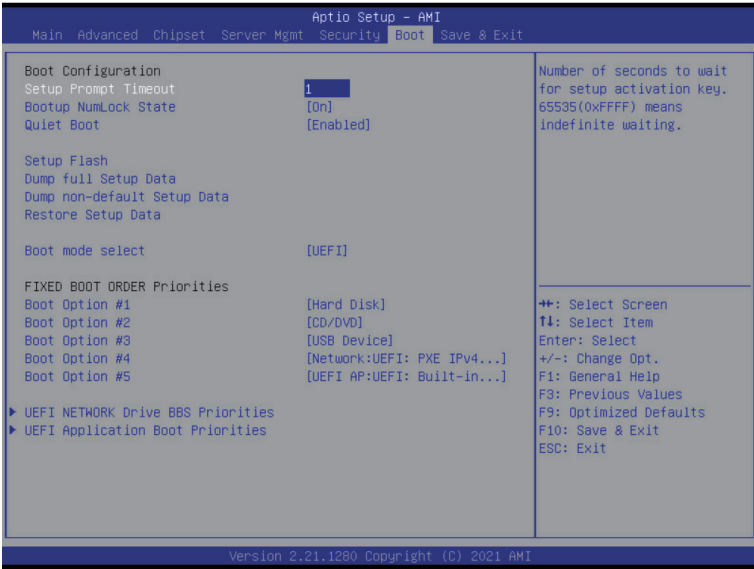 Aptio Setup – AMI
Main Advanced Chipset Server Mgmt Security Boot Save & Exit
Boot Configuration
Setup Prompt Timeout 1
Bootup NumLock State [On]
Quiet Boot [Enabled]
Setup Flash
Dump full Setup Data
Dump non-default Setup Data
Restore Setup Data
Boot mode select [UEFI]
FIXED BOOT ORDER Priorities
Boot Option #1 [Hard Disk]
Boot Option #2 [CD/DVD]
Boot Option #3 [USB Device]
Boot Option #4 [Network:UEFI: PXE IPv4...]
Boot Option #5 [UEFI AP:UEFI: Built-in...]
▶ UEFI NETWORK Drive BBS Priorities
▶ UEFI Application Boot Priorities
Number of seconds to wait
for setup activation key.
65535(0xFFFF) means
indefinite waiting.
→←: Select Screen
↑↓: Select Item
Enter: Select
+/-: Change Opt.
F1: General Help
F3: Previous Values
F9: Optimized Defaults
F10: Save & Exit
ESC: Exit
Version 2.21.1280 Copyright (C) 2021 AMI